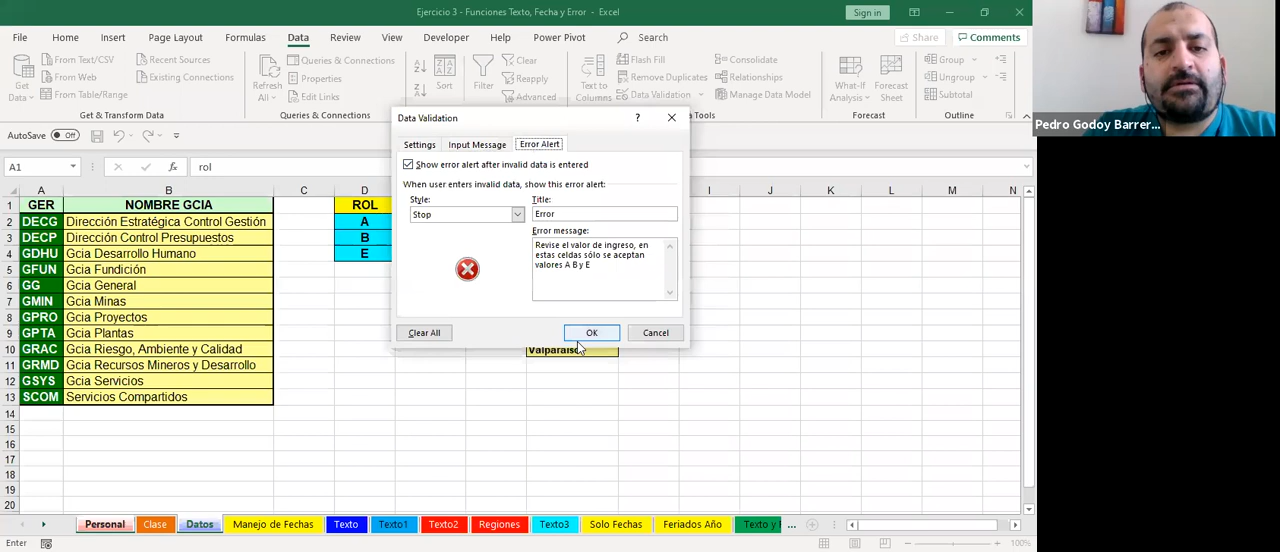 Ejercicio 3 - Funciones Texto, Fecha y Error - Excel
Sign in
File Home Insert Page Layout Formulas Data Review View Developer Help Power Pivot Search
Share
Comments
Get Data
From Text/CSV
From Web
From Table/Range
Recent Sources
Existing Connections
Get & Transform Data
Refresh All
Queries & Connections
Properties
Edit Links
Queries & Connections
Sort
Filter
Clear
Reapply
Advanced
Text to Columns
Flash Fill
Remove Duplicates
Data Validation
Consolidate
Relationships
Manage Data Model
a Tools
What-If Analysis
Forecast Sheet
Forecast
Group
Ungroup
Subtotal
Outline
Pedro Godoy Barrer...
AutoSave Off
A1
fx
rol
Data Validation
?
Settings Input Message Error Alert
Show error alert after invalid data is entered
When user enters invalid data, show this error alert:
Style:
Stop
Title:
Error
Error message:
Revise el valor de ingreso, en
estas celdas sólo se aceptan
valores A B y E
Clear All
OK
Cancel
A B C D I J K L M N
1 GER NOMBRE GCIA ROL
2 DECG Dirección Estratégica Control Gestión A
3 DECP Dirección Control Presupuestos B
4 GDHU Gcia Desarrollo Humano E
5 GFUN Gcia Fundición
6 GG Gcia General
7 GMIN Gcia Minas
8 GPRO Gcia Proyectos
9 GPTA Gcia Plantas
10 GRAC Gcia Riesgo, Ambiente y Calidad Valparaiso
11 GRMD Gcia Recursos Mineros y Desarrollo
12 GSYS Gcia Servicios
13 SCOM Servicios Compartidos
14
15
16
17
18
19
20
Personal Clase Datos Manejo de Fechas Texto Texto1 Texto2 Regiones Texto3 Solo Fechas Feriados Año Texto y F ...
Enter
100%